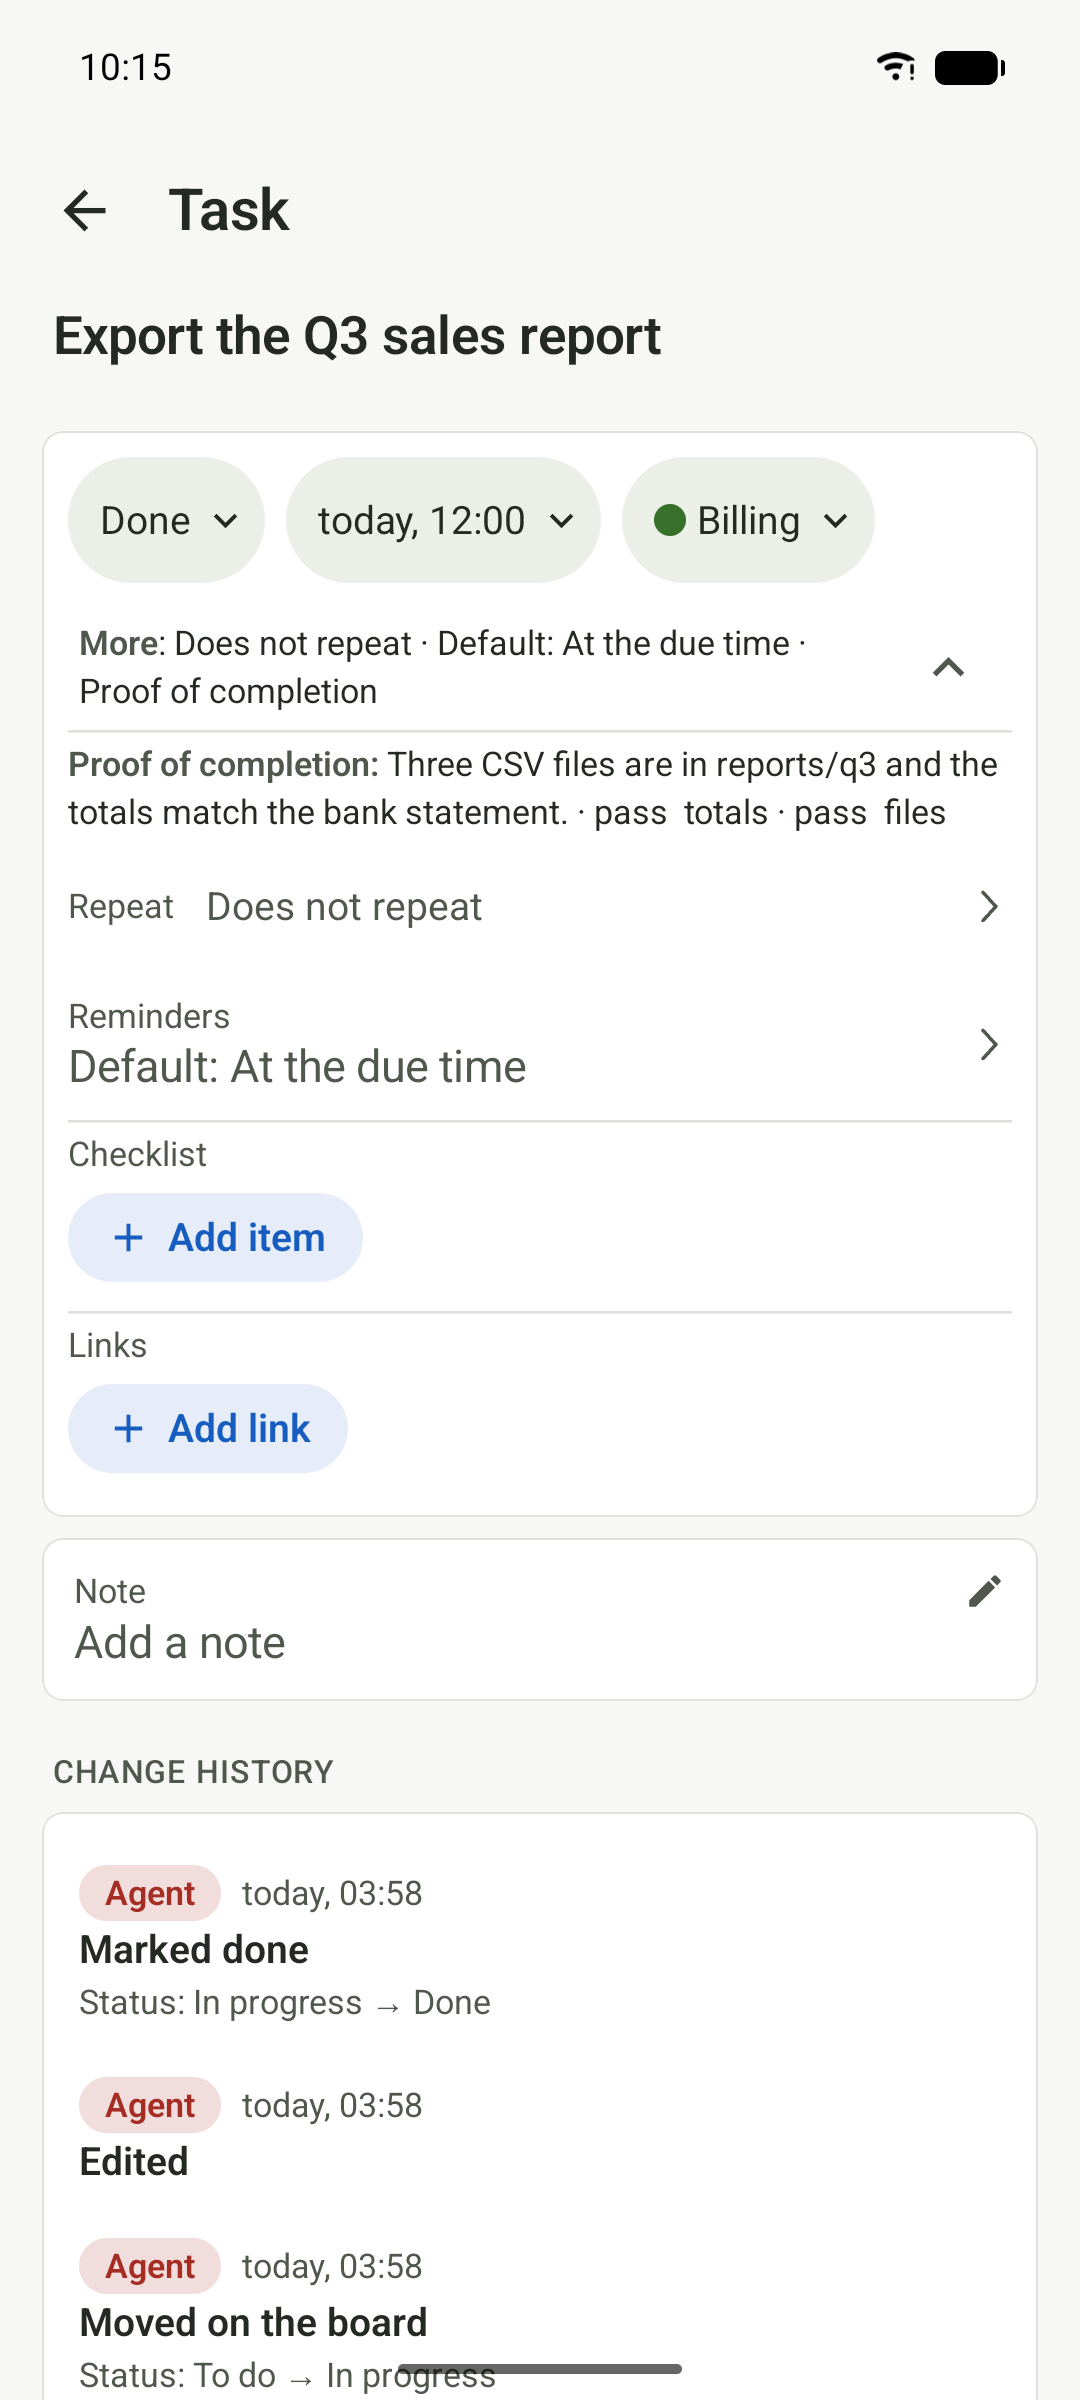 10:15
Task
Export the Q3 sales report
Done
today, 12:00
Billing
More: Does not repeat · Default: At the due time ·
Proof of completion
Proof of completion: Three CSV files are in reports/q3 and the
totals match the bank statement. · pass  totals · pass  files
Repeat Does not repeat
Reminders
Default: At the due time
Checklist
+ Add item
Links
+ Add link
Note
Add a note
CHANGE HISTORY
Agent today, 03:58
Marked done
Status: In progress → Done
Agent today, 03:58
Edited
Agent today, 03:58
Moved on the board
Status: To do → In progress